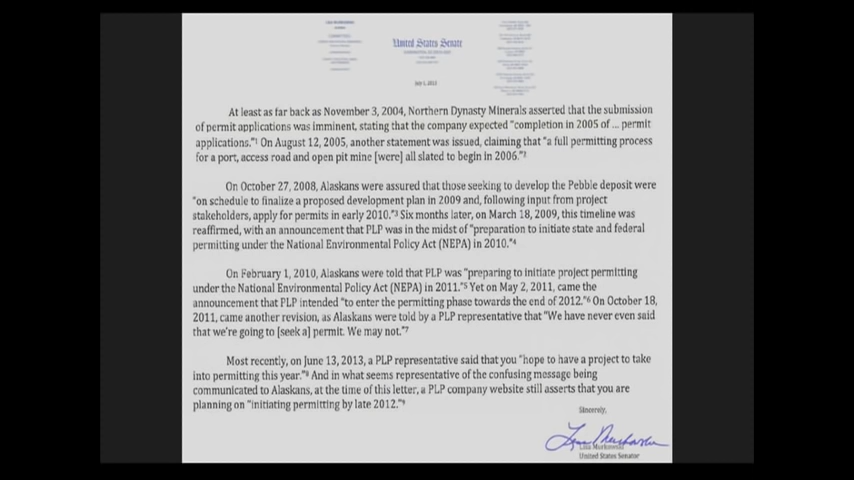 LISA MURKOWSKI
United States Senate
July 1, 2013
At least as far back as November 3, 2004, Northern Dynasty Minerals asserted that the submission
of permit applications was imminent, stating that the company expected "completion in 2005 of ... permit
applications."1 On August 12, 2005, another statement was issued, claiming that "a full permitting process
for a port, access road and open pit mine [were] all slated to begin in 2006."2
On October 27, 2008, Alaskans were assured that those seeking to develop the Pebble deposit were
"on schedule to finalize a proposed development plan in 2009 and, following input from project
stakeholders, apply for permits in early 2010."3 Six months later, on March 18, 2009, this timeline was
reaffirmed, with an announcement that PLP was in the midst of "preparation to initiate state and federal
permitting under the National Environmental Policy Act (NEPA) in 2010."4
On February 1, 2010, Alaskans were told that PLP was "preparing to initiate project permitting
under the National Environmental Policy Act (NEPA) in 2011."5 Yet on May 2, 2011, came the
announcement that PLP intended "to enter the permitting phase towards the end of 2012."6 On October 18,
2011, came another revision, as Alaskans were told by a PLP representative that "We have never even said
that we're going to [seek a] permit. We may not."7
Most recently, on June 13, 2013, a PLP representative said that you "hope to have a project to take
into permitting this year."8 And in what seems representative of the confusing message being
communicated to Alaskans, at the time of this letter, a PLP company website still asserts that you are
planning on "initiating permitting by late 2012."9
Sincerely,
Lisa Murkowski
Lisa Murkowski
United States Senator